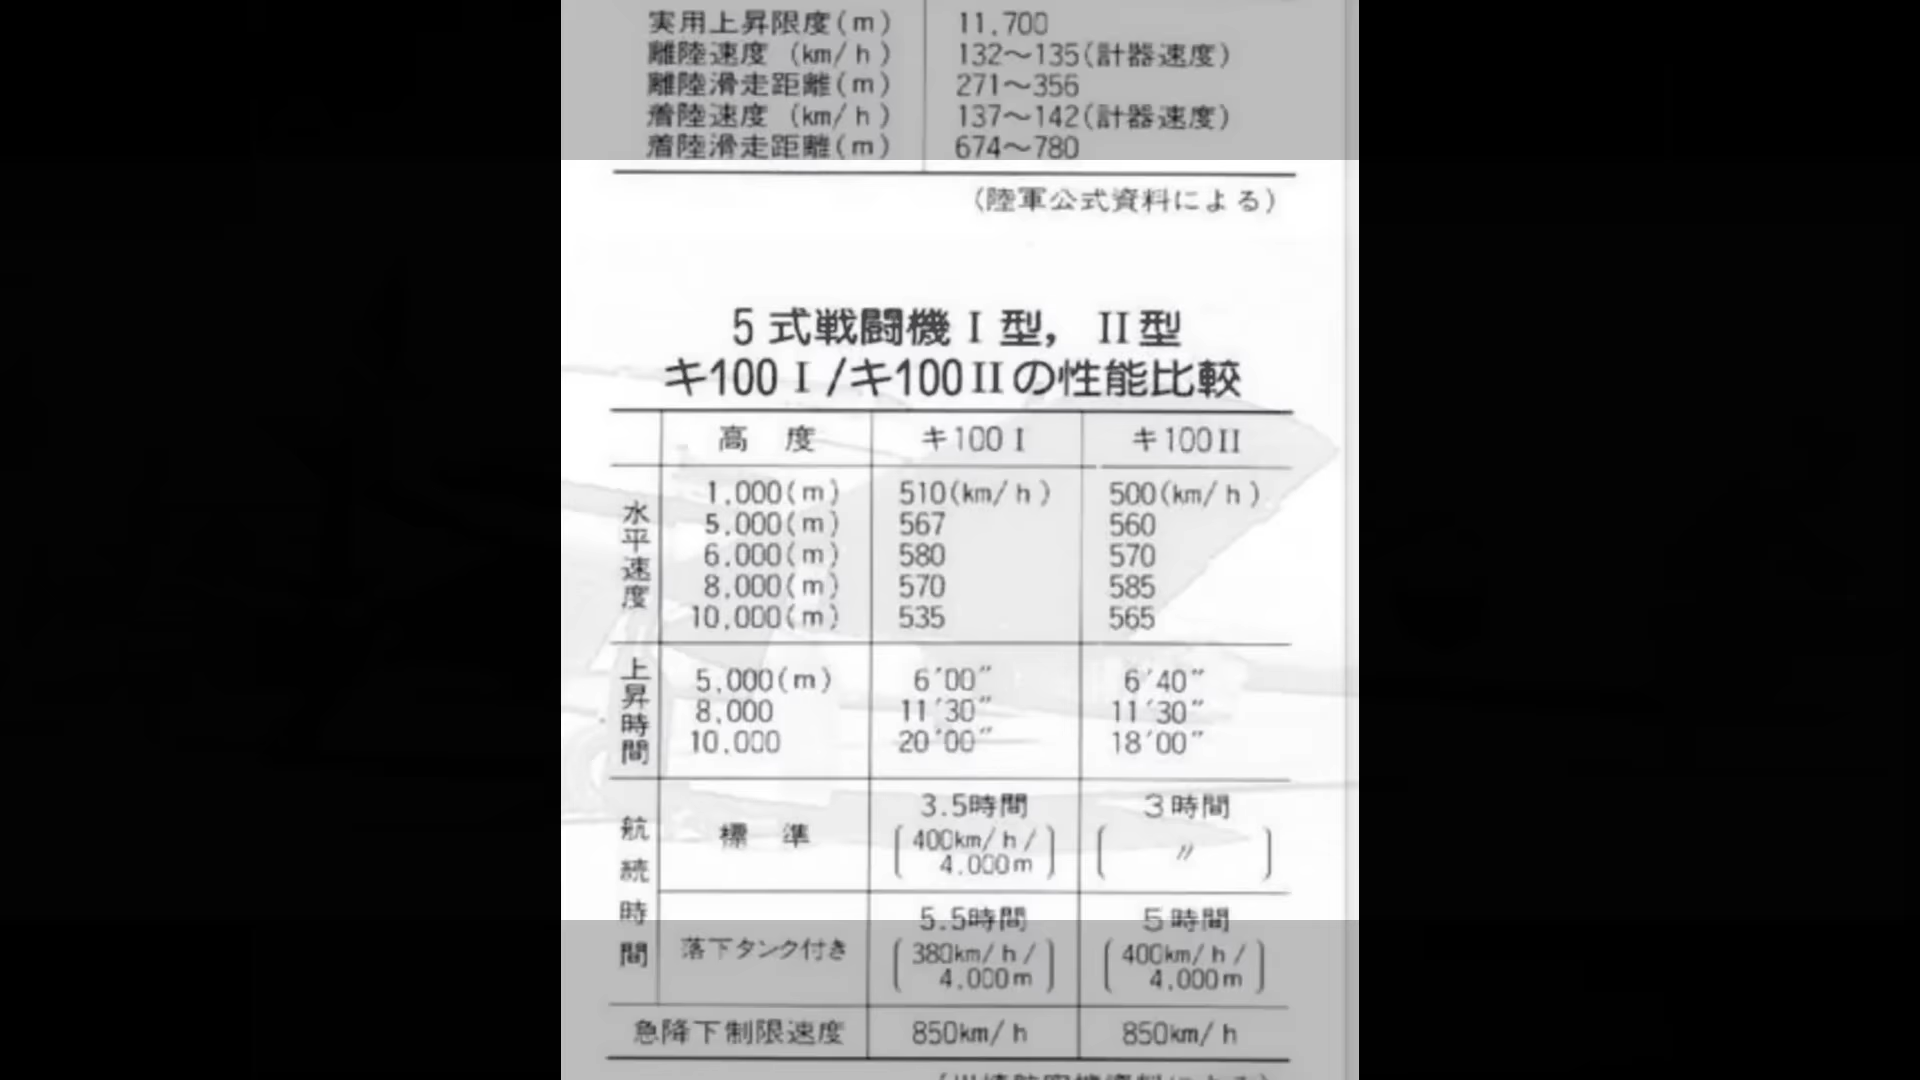 実用上昇限度(m) 11,700
離陸速度 (km/h) 132〜135(計器速度)
離陸滑走距離(m) 271〜356
着陸速度 (km/h) 137〜142(計器速度)
着陸滑走距離(m) 674〜780
(陸軍公式資料による)
5式戦闘機Ⅰ型, Ⅱ型
キ100Ⅰ/キ100Ⅱの性能比較
高度 キ100Ⅰ キ100Ⅱ
水平速度
1,000(m) 510(km/h) 500(km/h)
5,000(m) 567 560
6,000(m) 580 570
8,000(m) 570 585
10,000(m) 535 565
上昇時間
5,000(m) 6′00″ 6′40″
8,000 11′30″ 11′30″
10,000 20′00″ 18′00″
航続時間
標準 3.5時間 3時間
(400km/h/ 4,000m) (〃)
落下タンク付き 5.5時間 5時間
(380km/h/ 4,000m) (400km/h/ 4,000m)
急降下制限速度 850km/h 850km/h